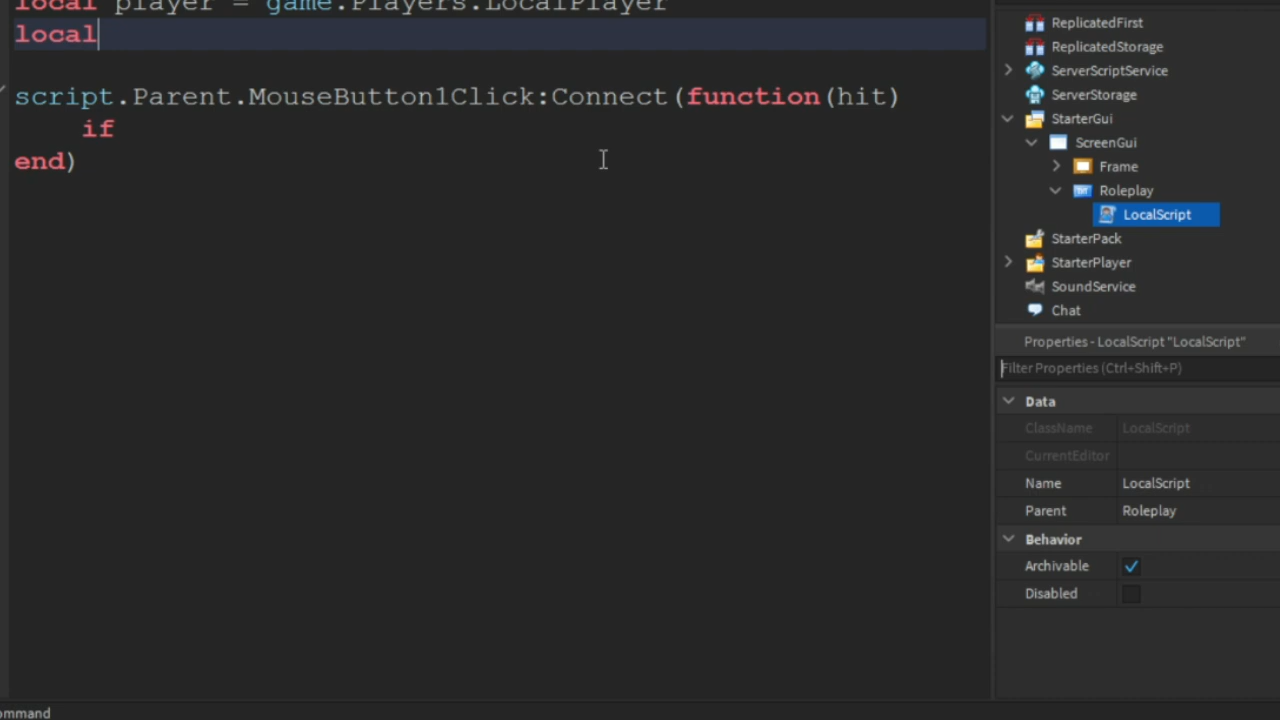 local player = game.Players.LocalPlayer
local
script.Parent.MouseButton1Click:Connect(function(hit)
if
end)
ReplicatedFirst
ReplicatedStorage
ServerScriptService
ServerStorage
StarterGui
ScreenGui
Frame
Roleplay
LocalScript
StarterPack
StarterPlayer
SoundService
Chat
Properties - LocalScript "LocalScript"
Filter Properties (Ctrl+Shift+P)
Data
ClassName LocalScript
CurrentEditor
Name LocalScript
Parent Roleplay
Behavior
Archivable
Disabled
ommand